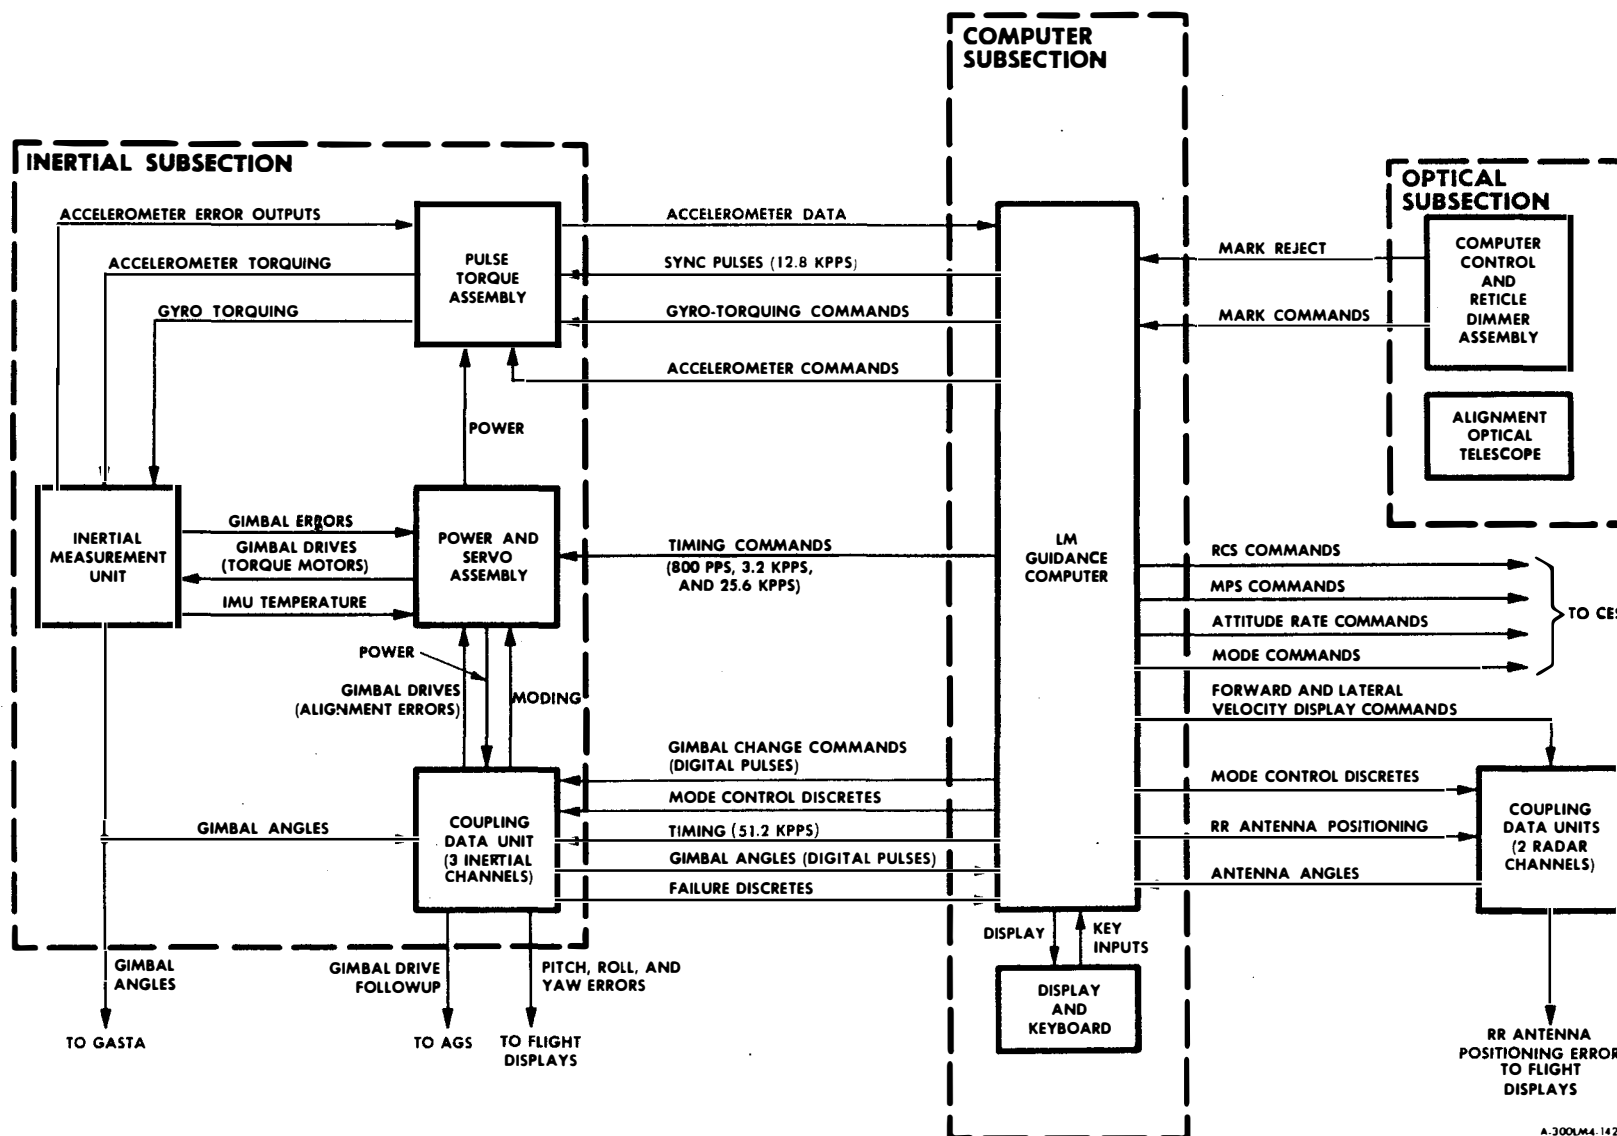 COMPUTER
SUBSECTION
INERTIAL SUBSECTION
OPTICAL
SUBSECTION
ACCELEROMETER ERROR OUTPUTS
ACCELEROMETER TORQUING
GYRO TORQUING
PULSE
TORQUE
ASSEMBLY
ACCELEROMETER DATA
SYNC PULSES (12.8 KPPS)
GYRO-TORQUING COMMANDS
ACCELEROMETER COMMANDS
MARK REJECT
MARK COMMANDS
COMPUTER
CONTROL
AND
RETICLE
DIMMER
ASSEMBLY
ALIGNMENT
OPTICAL
TELESCOPE
POWER
INERTIAL
MEASUREMENT
UNIT
GIMBAL ERRORS
GIMBAL DRIVES
(TORQUE MOTORS)
IMU TEMPERATURE
POWER AND
SERVO
ASSEMBLY
TIMING COMMANDS
(800 PPS, 3.2 KPPS,
AND 25.6 KPPS)
LM
GUIDANCE
COMPUTER
RCS COMMANDS
MPS COMMANDS
ATTITUDE RATE COMMANDS
MODE COMMANDS
TO CES
FORWARD AND LATERAL
VELOCITY DISPLAY COMMANDS
POWER
GIMBAL DRIVES
(ALIGNMENT ERRORS)
MODING
GIMBAL CHANGE COMMANDS
(DIGITAL PULSES)
MODE CONTROL DISCRETES
TIMING (51.2 KPPS)
GIMBAL ANGLES (DIGITAL PULSES)
FAILURE DISCRETES
GIMBAL ANGLES
COUPLING
DATA UNIT
(3 INERTIAL
CHANNELS)
MODE CONTROL DISCRETES
RR ANTENNA POSITIONING
ANTENNA ANGLES
COUPLING
DATA UNITS
(2 RADAR
CHANNELS)
DISPLAY
KEY
INPUTS
DISPLAY
AND
KEYBOARD
GIMBAL
ANGLES
GIMBAL DRIVE
FOLLOWUP
PITCH, ROLL, AND
YAW ERRORS
TO GASTA
TO AGS
TO FLIGHT
DISPLAYS
RR ANTENNA
POSITIONING ERROR
TO FLIGHT
DISPLAYS
A-300LM4-142